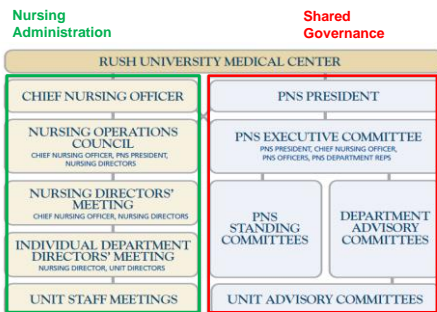 Nursing
Administration
Shared
Governance
RUSH UNIVERSITY MEDICAL CENTER
CHIEF NURSING OFFICER
NURSING OPERATIONS
COUNCIL
CHIEF NURSING OFFICER, PNS PRESIDENT,
NURSING DIRECTORS
NURSING DIRECTORS'
MEETING
CHIEF NURSING OFFICER, NURSING DIRECTORS
INDIVIDUAL DEPARTMENT
DIRECTORS' MEETING
NURSING DIRECTOR, UNIT DIRECTORS
UNIT STAFF MEETINGS
PNS PRESIDENT
PNS EXECUTIVE COMMITTEE
PNS PRESIDENT, CHIEF NURSING OFFICER,
PNS OFFICERS, PNS DEPARTMENT REPS
PNS
STANDING
COMMITTEES
DEPARTMENT
ADVISORY
COMMITTEES
UNIT ADVISORY COMMITTEES